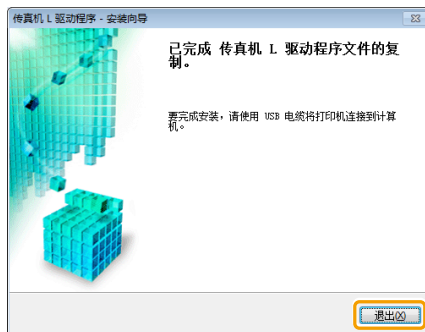 传真机 L 驱动程序 - 安装向导
已完成 传真机 L 驱动程序文件的复
制。
要完成安装，请使用 USB 电缆将打印机连接到计算
机。
退出(X)